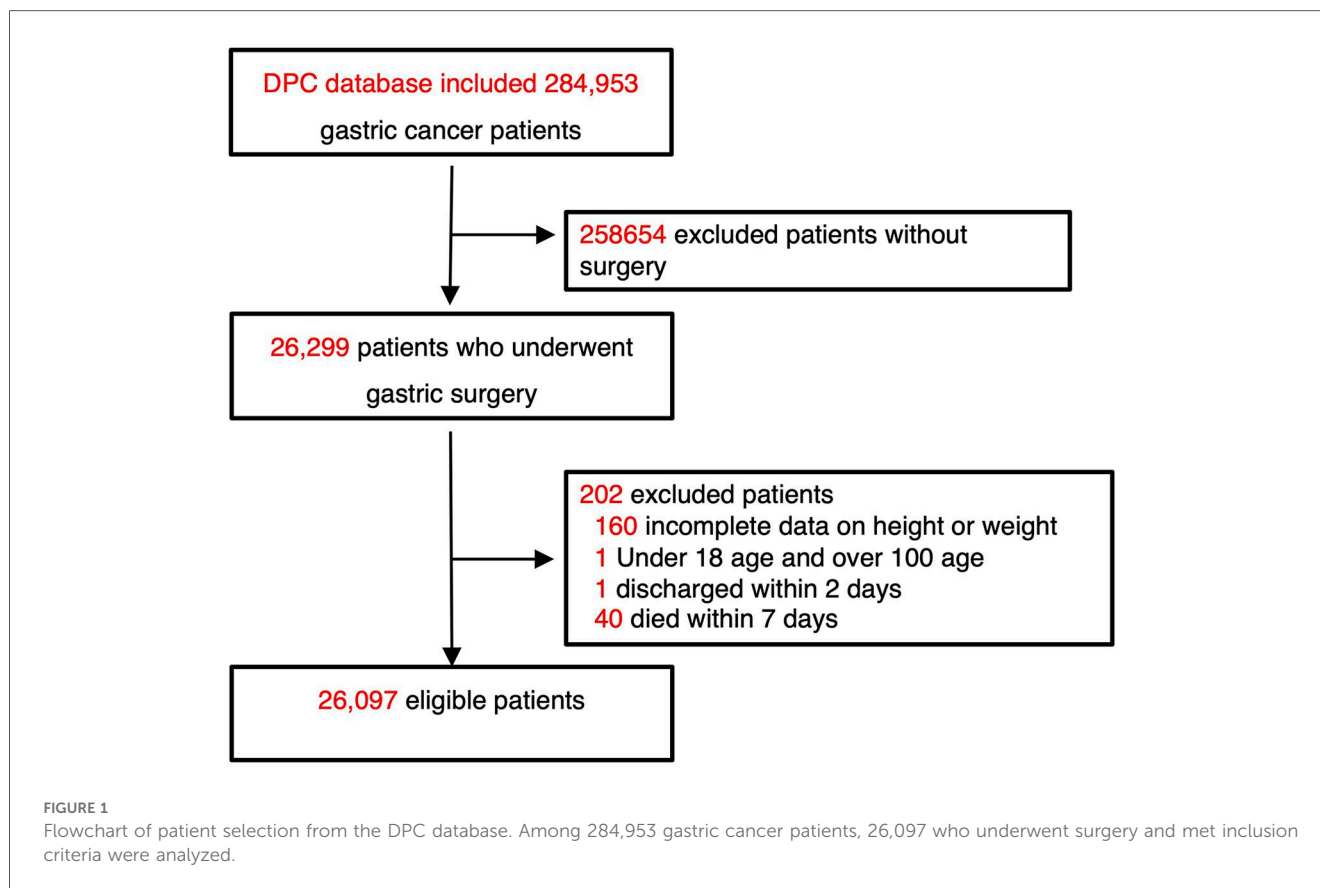 DPC database included 284,953
gastric cancer patients
258654 excluded patients without
surgery
26,299 patients who underwent
gastric surgery
202 excluded patients
160 incomplete data on height or weight
1 Under 18 age and over 100 age
1 discharged within 2 days
40 died within 7 days
26,097 eligible patients
FIGURE 1
Flowchart of patient selection from the DPC database. Among 284,953 gastric cancer patients, 26,097 who underwent surgery and met inclusion
criteria were analyzed.